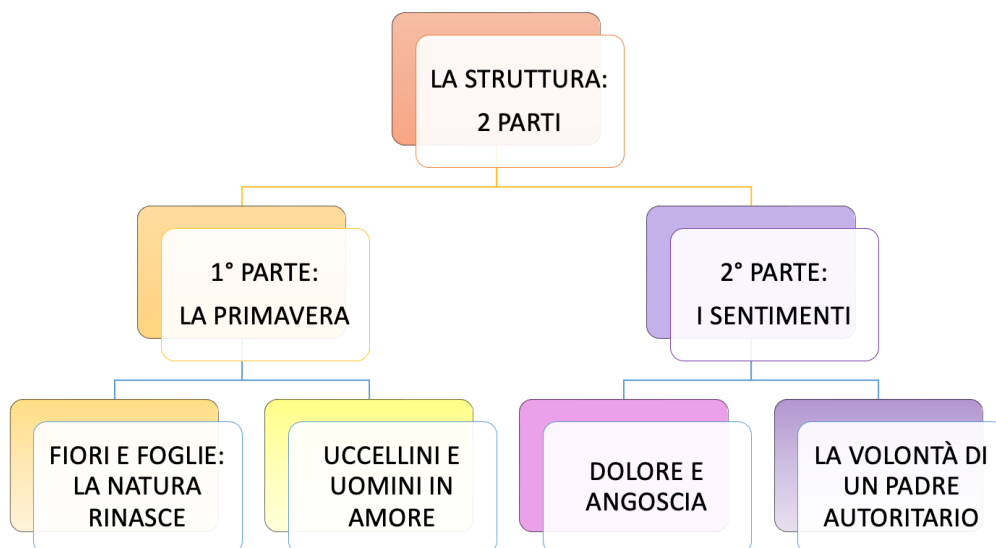 LA STRUTTURA:
2 PARTI
1° PARTE:
LA PRIMAVERA
2° PARTE:
I SENTIMENTI
FIORI E FOGLIE:
LA NATURA
RINASCE
UCCELLINI E
UOMINI IN
AMORE
DOLORE E
ANGOSCIA
LA VOLONTÀ DI
UN PADRE
AUTORITARIO